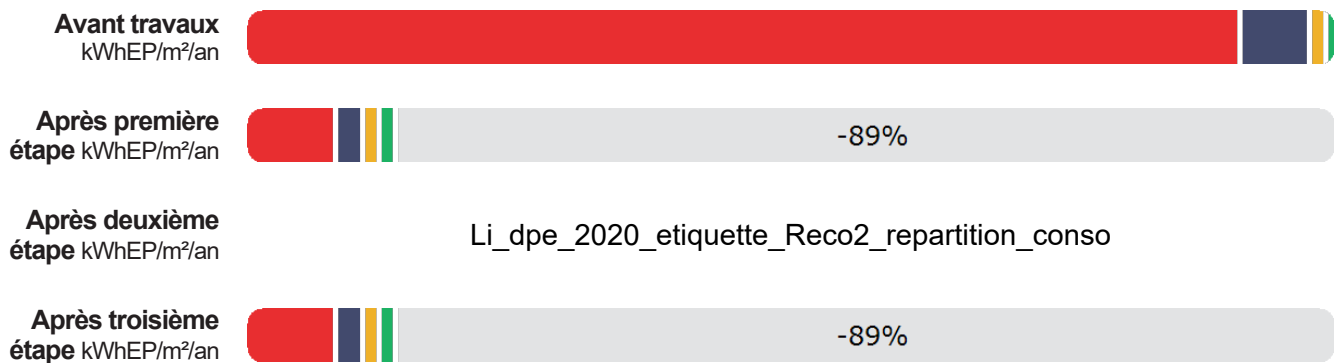 Avant travaux
kWhEP/m²/an
Après première
étape kWhEP/m²/an
-89%
Après deuxième
étape kWhEP/m²/an
Li_dpe_2020_etiquette_Reco2_repartition_conso
Après troisième
étape kWhEP/m²/an
-89%